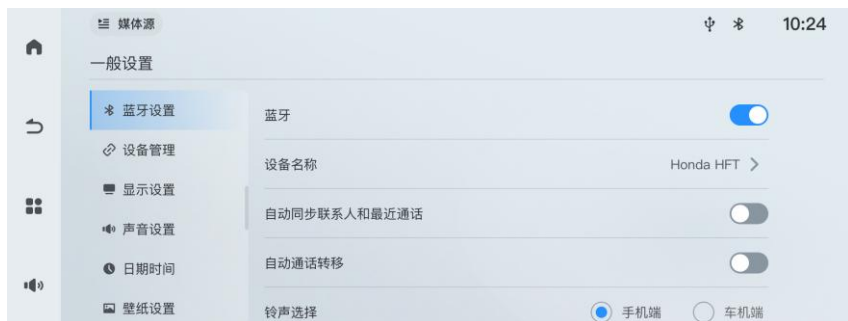 媒体源
10:24
一般设置
蓝牙设置
设备管理
显示设置
声音设置
日期时间
壁纸设置
蓝牙
设备名称 Honda HFT
自动同步联系人和最近通话
自动通话转移
铃声选择 手机端 车机端